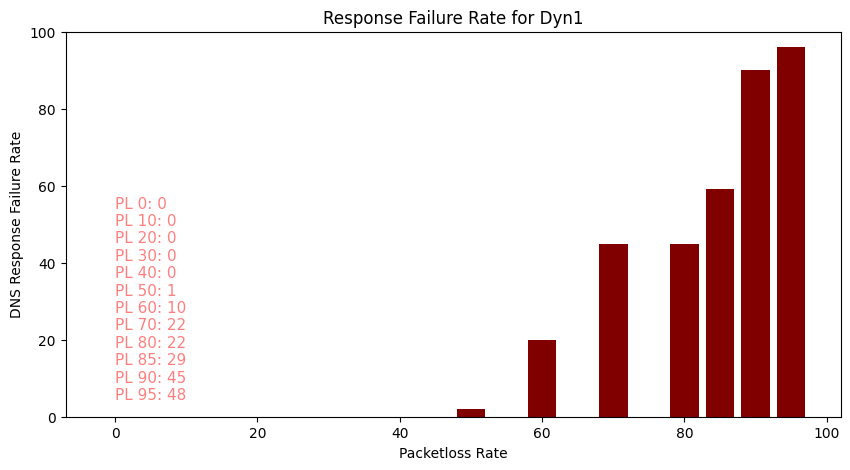 Response Failure Rate for Dyn1
100
80
60
40
20
0
DNS Response Failure Rate
PL 0: 0
PL 10: 0
PL 20: 0
PL 30: 0
PL 40: 0
PL 50: 1
PL 60: 10
PL 70: 22
PL 80: 22
PL 85: 29
PL 90: 45
PL 95: 48
0 20 40 60 80 100
Packetloss Rate